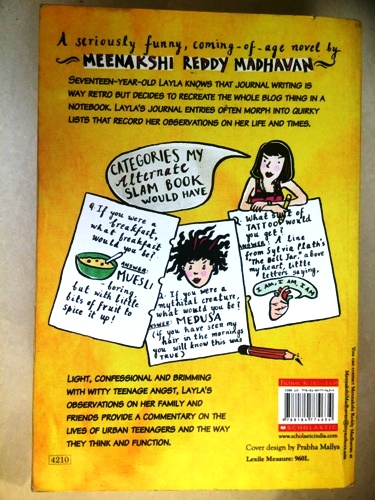 A seriously funny, coming-of-age novel by
MEENAKSHI REDDY MADHAVAN
SEVENTEEN-YEAR-OLD LAYLA KNOWS THAT JOURNAL WRITING IS
WAY RETRO BUT DECIDES TO RECREATE THE WHOLE BLOG THING IN A
NOTEBOOK. LAYLA'S JOURNAL ENTRIES OFTEN MORPH INTO QUIRKY
LISTS THAT RECORD HER OBSERVATIONS ON HER LIFE AND TIMES.
CATEGORIES MY
Alternate
SLAM BOOK
WOULD HAVE
Q. If you were a
breakfast,
what breakfast
would you be?
ANSWER:
MUESLI
- boring
but with little
bits of fruit to
spice it up!
Q. If you were a
mythical creature,
what would you be?
ANSWER: MEDUSA
(if you have seen my
hair in the mornings
you will know this was
TRUE)
Q. What sort of
TATTOO would
you get?
ANSWER: A line
from Sylvia Plath's
"The Bell Jar," above
my heart, little
letters saying,
I AM, I AM, I AM
LIGHT, CONFESSIONAL AND BRIMMING
WITH WITTY TEENAGE ANGST, LAYLA'S
OBSERVATIONS ON HER FAMILY AND
FRIENDS PROVIDE A COMMENTARY ON THE
LIVES OF URBAN TEENAGERS AND THE WAY
THEY THINK AND FUNCTION.
4210
SCHOLASTIC
www.scholasticindia.com
Cover design by Prabha Mallya
Lexile Measure: 960L
You can contact Meenakshi Reddy Madhavan at